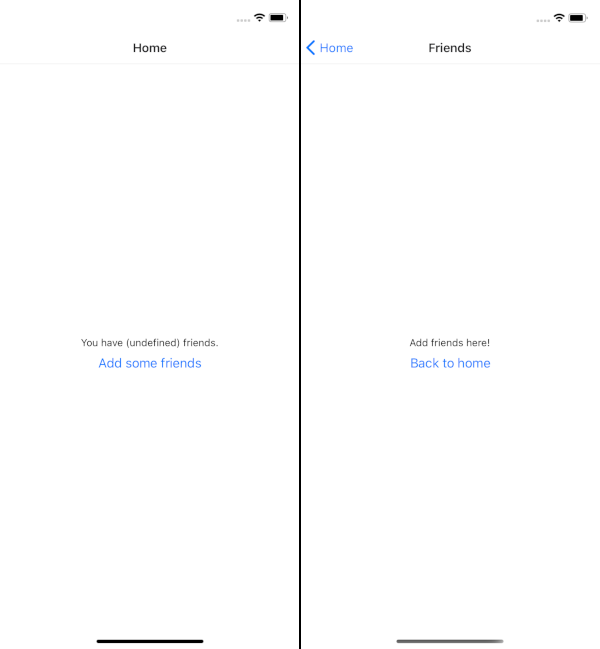 Home
You have (undefined) friends.
Add some friends
Home
Friends
Add friends here!
Back to home